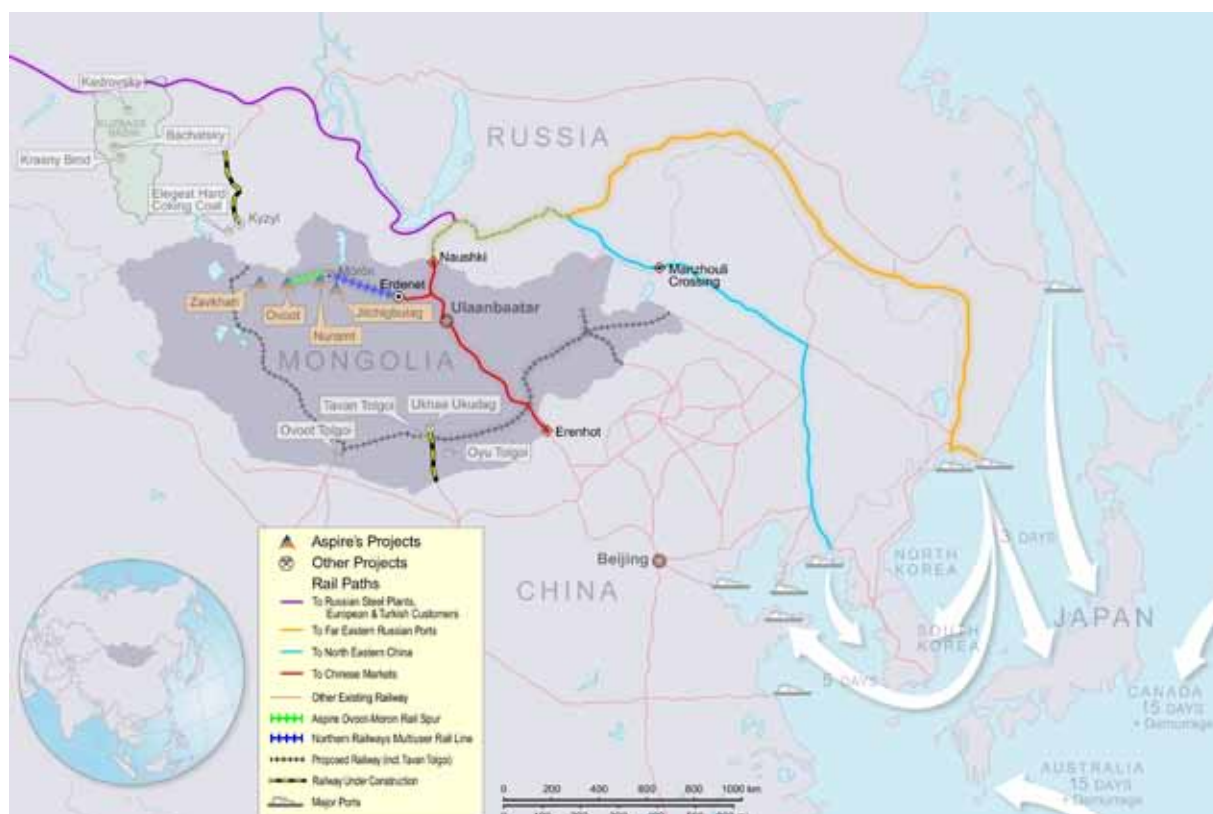 Kedrovsky
KUZBASS
BASIN
Bachatsky
Krasny Brod
Elegest Hard
Coking Coal
Kyzyl
RUSSIA
Naushki
Moron
Erdenet
Manzhouli
Crossing
Zavkhan
Ovoot
Jilchigbulag
Nuramt
Ulaanbaatar
MONGOLIA
Tavan Tolgoi
Ukhaa Ukudag
Ovoot Tolgoi
Oyu Tolgoi
Erenhot
Beijing
CHINA
NORTH
KOREA
SOUTH
KOREA
3 DAYS
JAPAN
5 DAYS
CANADA
15 DAYS
+ Demurrage
AUSTRALIA
15 DAYS
+ Demurrage
Aspire's Projects
Other Projects
Rail Paths
To Russian Steel Plants,
European & Turkish Customers
To Far Eastern Russian Ports
To North Eastern China
To Chinese Markets
Other Existing Railway
Aspire Ovoot-Moron Rail Spur
Northern Railways Multiuser Rail Line
Proposed Railway (incl. Tavan Tolgoi)
Railway Under Construction
Major Ports
0 200 400 600 800 1000 km